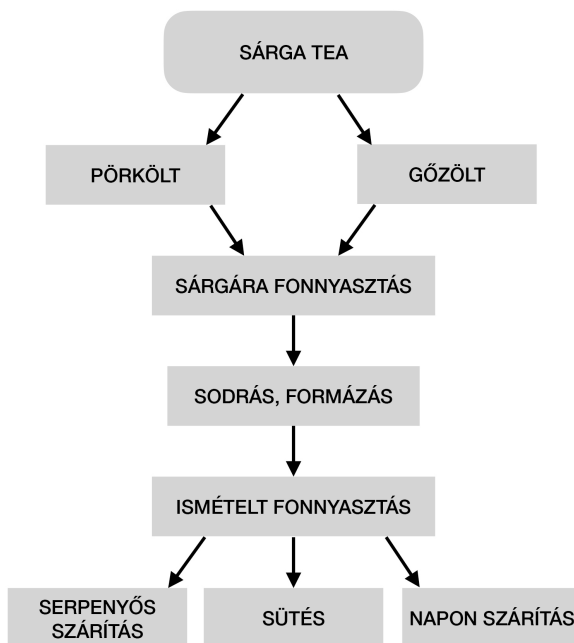 SÁRGA TEA
PÖRKÖLT
GŐZÖLT
SÁRGÁRA FONNYASZTÁS
SODRÁS, FORMÁZÁS
ISMÉTELT FONNYASZTÁS
SERPENYŐS
SZÁRÍTÁS
SÜTÉS
NAPON SZÁRÍTÁS